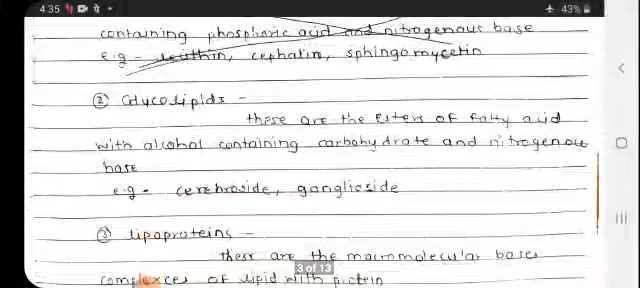 4:35
43%
containing phosphoric acid and nitrogenous base
e.g - lecithin, cephalin, sphingomycetin
② Glycolipids -
these are the esters of fatty acid
with alcohol containing carbohydrate and nitrogenous
base
e.g - cerebroside, ganglioside
③ lipoproteins -
these are the macromolecular bases
3 of 13
complexces of lipid with protein